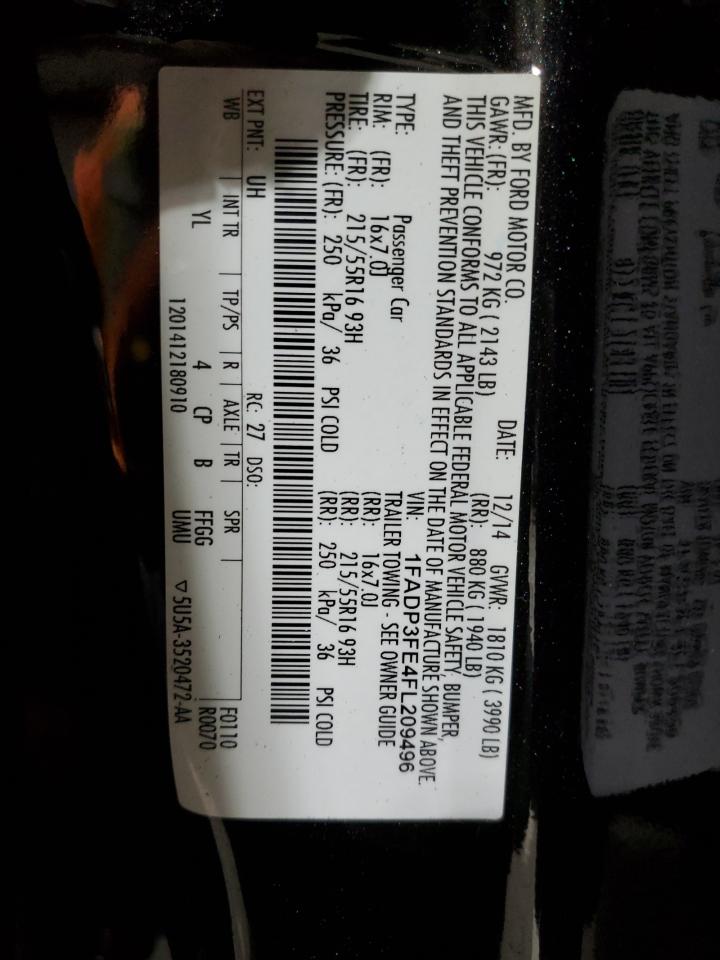 MFD. BY FORD MOTOR CO.
DATE: 12/14 GVWR: 1810 KG ( 3990 LB)
GAWR: (FR): 972 KG ( 2143 LB) (RR): 880 KG ( 1940 LB)
THIS VEHICLE CONFORMS TO ALL APPLICABLE FEDERAL MOTOR VEHICLE SAFETY, BUMPER,
AND THEFT PREVENTION STANDARDS IN EFFECT ON THE DATE OF MANUFACTURE SHOWN ABOVE.
VIN: 1FADP3FE4FL209496
TYPE: Passenger Car TRAILER TOWING - SEE OWNER GUIDE
RIM: (FR): 16x7.0J (RR): 16x7.0J
TIRE: (FR): 215/55R16 93H (RR): 215/55R16 93H
PRESSURE: (FR): 250 kPa/ 36 PSI COLD (RR): 250 kPa/ 36 PSI COLD
EXT PNT: UH RC: 27 DSO:
WB INT TR TP/PS R AXLE TR SPR F0110
YL 4 CP B FFGG R0070
1201412180910 UMU ▽5U5A-3520472-AA